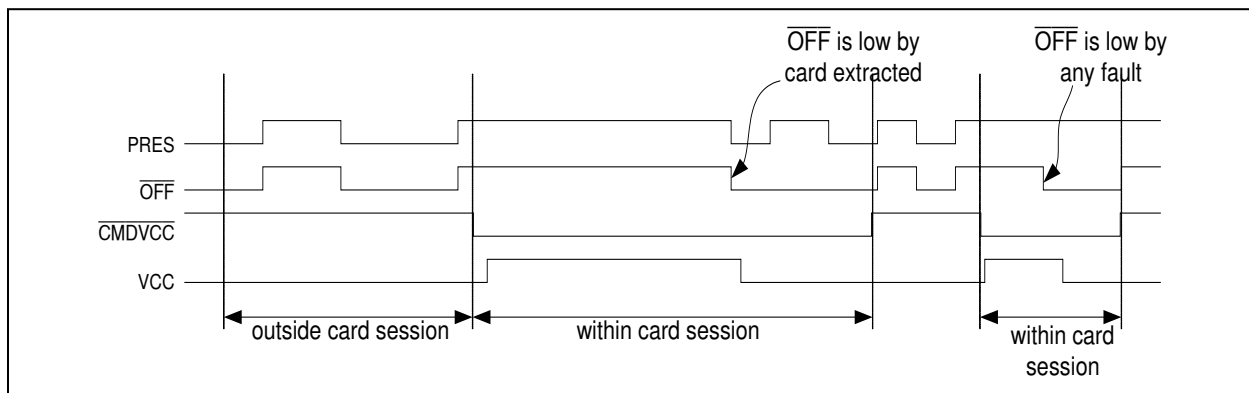 OFF is low by
card extracted
OFF is low by
any fault
PRES
OFF
CMDVCC
VCC
outside card session
within card session
within card
session